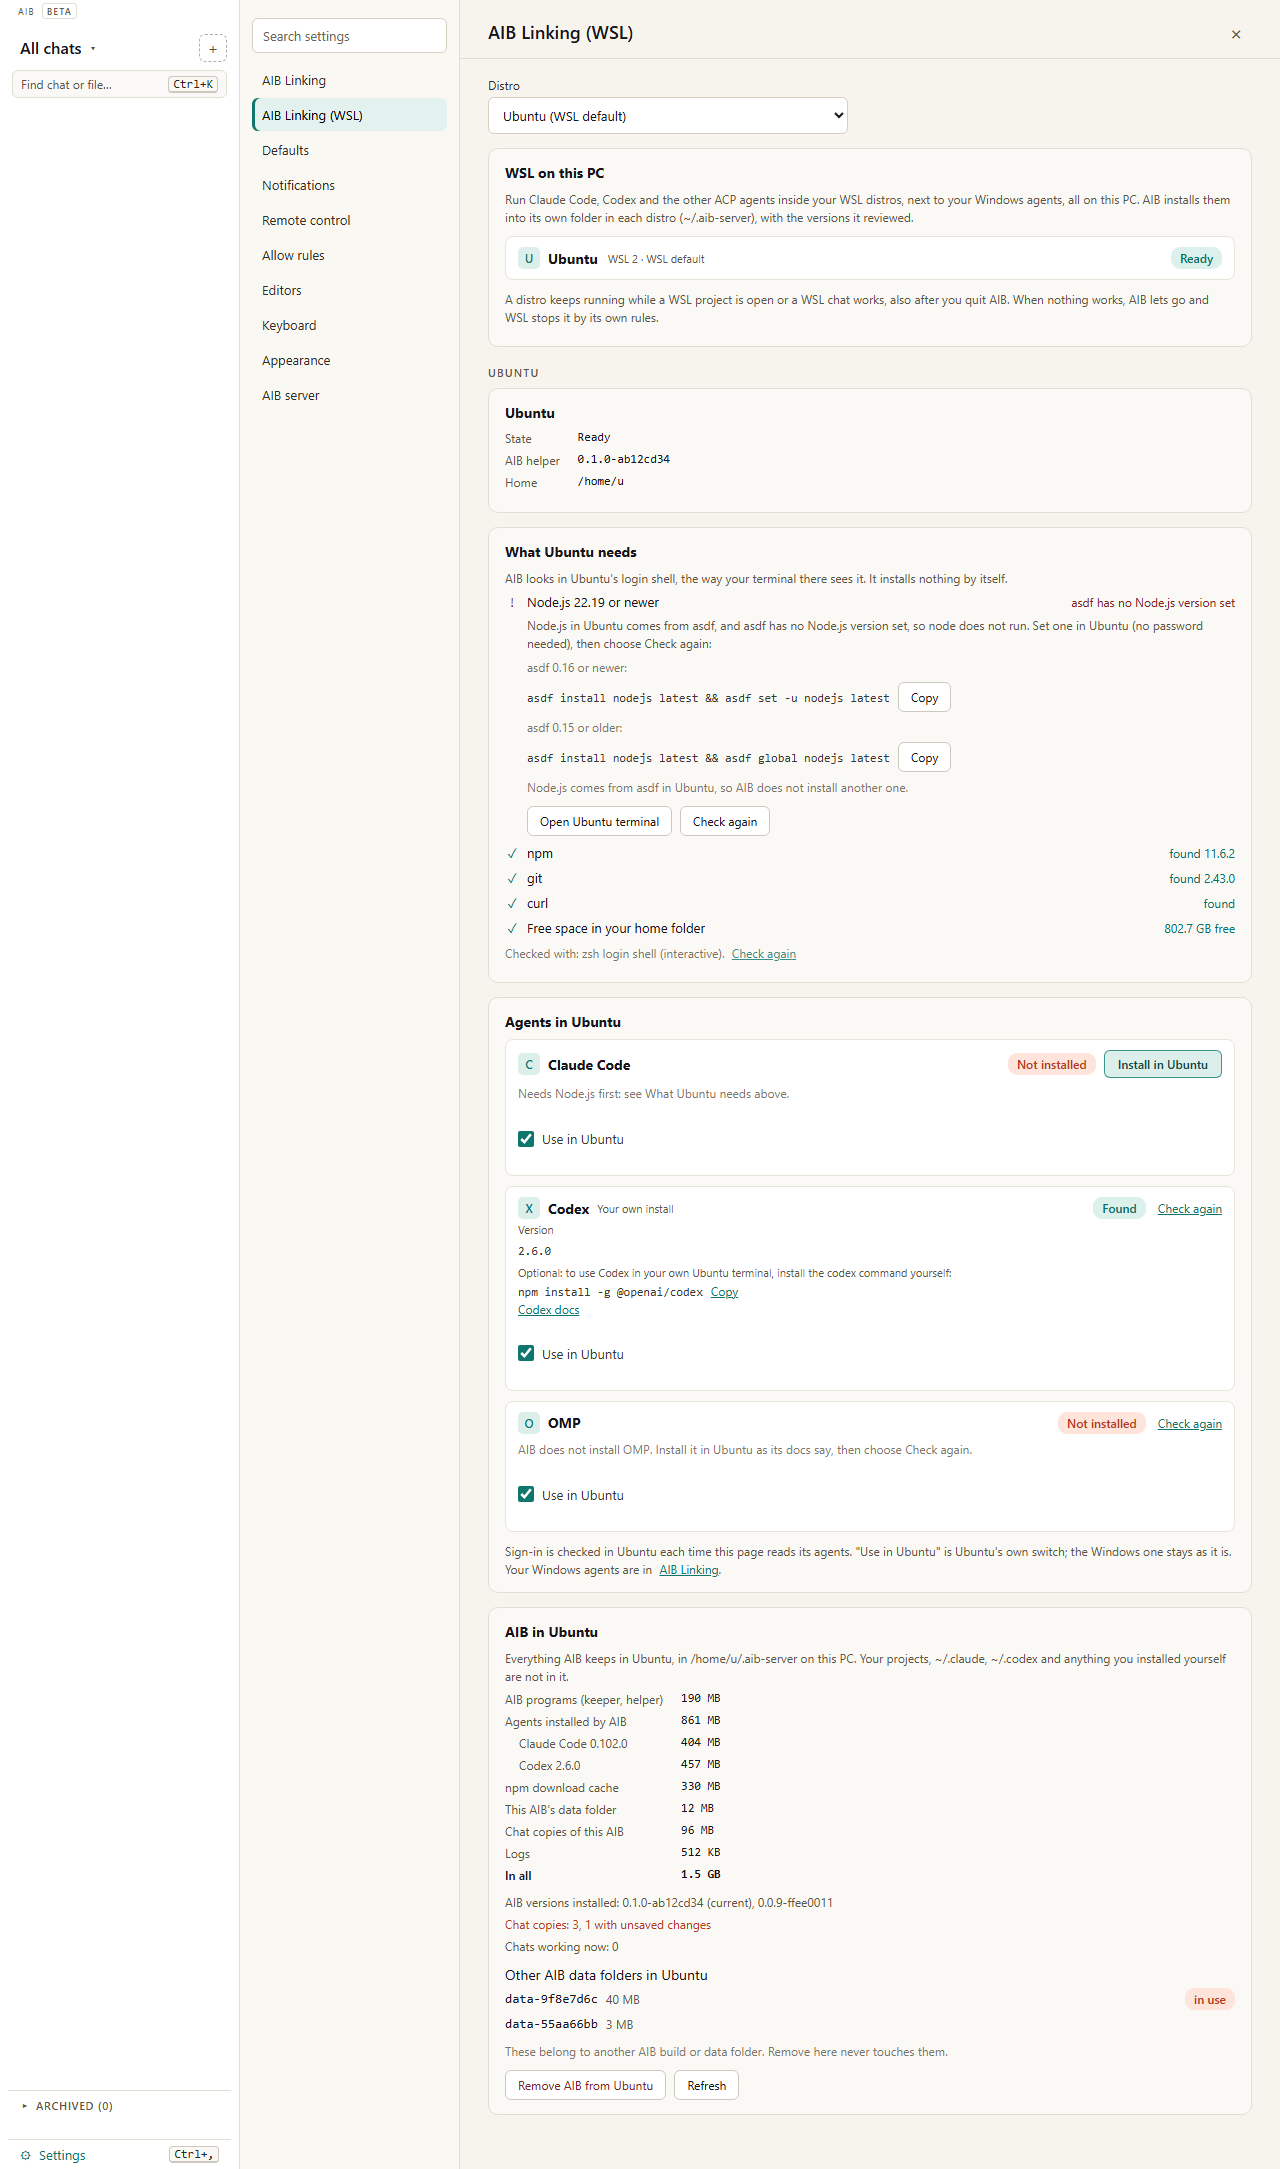 AIB BETA
All chats
+
Find chat or file... Ctrl+K
ARCHIVED (0)
Settings Ctrl+,
Search settings
AIB Linking
AIB Linking (WSL)
Defaults
Notifications
Remote control
Allow rules
Editors
Keyboard
Appearance
AIB server
AIB Linking (WSL)
Distro
Ubuntu (WSL default)
WSL on this PC
Run Claude Code, Codex and the other ACP agents inside your WSL distros, next to your Windows agents, all on this PC. AIB installs them
into its own folder in each distro (~/.aib-server), with the versions it reviewed.
U Ubuntu WSL 2 · WSL default Ready
A distro keeps running while a WSL project is open or a WSL chat works, also after you quit AIB. When nothing works, AIB lets go and
WSL stops it by its own rules.
UBUNTU
Ubuntu
State Ready
AIB helper 0.1.0-ab12cd34
Home /home/u
What Ubuntu needs
AIB looks in Ubuntu's login shell, the way your terminal there sees it. It installs nothing by itself.
! Node.js 22.19 or newer asdf has no Node.js version set
Node.js in Ubuntu comes from asdf, and asdf has no Node.js version set, so node does not run. Set one in Ubuntu (no password
needed), then choose Check again:
asdf 0.16 or newer:
asdf install nodejs latest && asdf set -u nodejs latest Copy
asdf 0.15 or older:
asdf install nodejs latest && asdf global nodejs latest Copy
Node.js comes from asdf in Ubuntu, so AIB does not install another one.
Open Ubuntu terminal Check again
✓ npm found 11.6.2
✓ git found 2.43.0
✓ curl found
✓ Free space in your home folder 802.7 GB free
Checked with: zsh login shell (interactive). Check again
Agents in Ubuntu
C Claude Code Not installed Install in Ubuntu
Needs Node.js first: see What Ubuntu needs above.
Use in Ubuntu
X Codex Your own install Found Check again
Version
2.6.0
Optional: to use Codex in your own Ubuntu terminal, install the codex command yourself:
npm install -g @openai/codex Copy
Codex docs
Use in Ubuntu
O OMP Not installed Check again
AIB does not install OMP. Install it in Ubuntu as its docs say, then choose Check again.
Use in Ubuntu
Sign-in is checked in Ubuntu each time this page reads its agents. "Use in Ubuntu" is Ubuntu's own switch; the Windows one stays as it is.
Your Windows agents are in AIB Linking.
AIB in Ubuntu
Everything AIB keeps in Ubuntu, in /home/u/.aib-server on this PC. Your projects, ~/.claude, ~/.codex and anything you installed yourself
are not in it.
AIB programs (keeper, helper) 190 MB
Agents installed by AIB 861 MB
Claude Code 0.102.0 404 MB
Codex 2.6.0 457 MB
npm download cache 330 MB
This AIB's data folder 12 MB
Chat copies of this AIB 96 MB
Logs 512 KB
In all 1.5 GB
AIB versions installed: 0.1.0-ab12cd34 (current), 0.0.9-ffee0011
Chat copies: 3, 1 with unsaved changes
Chats working now: 0
Other AIB data folders in Ubuntu
data-9f8e7d6c 40 MB in use
data-55aa66bb 3 MB
These belong to another AIB build or data folder. Remove here never touches them.
Remove AIB from Ubuntu Refresh